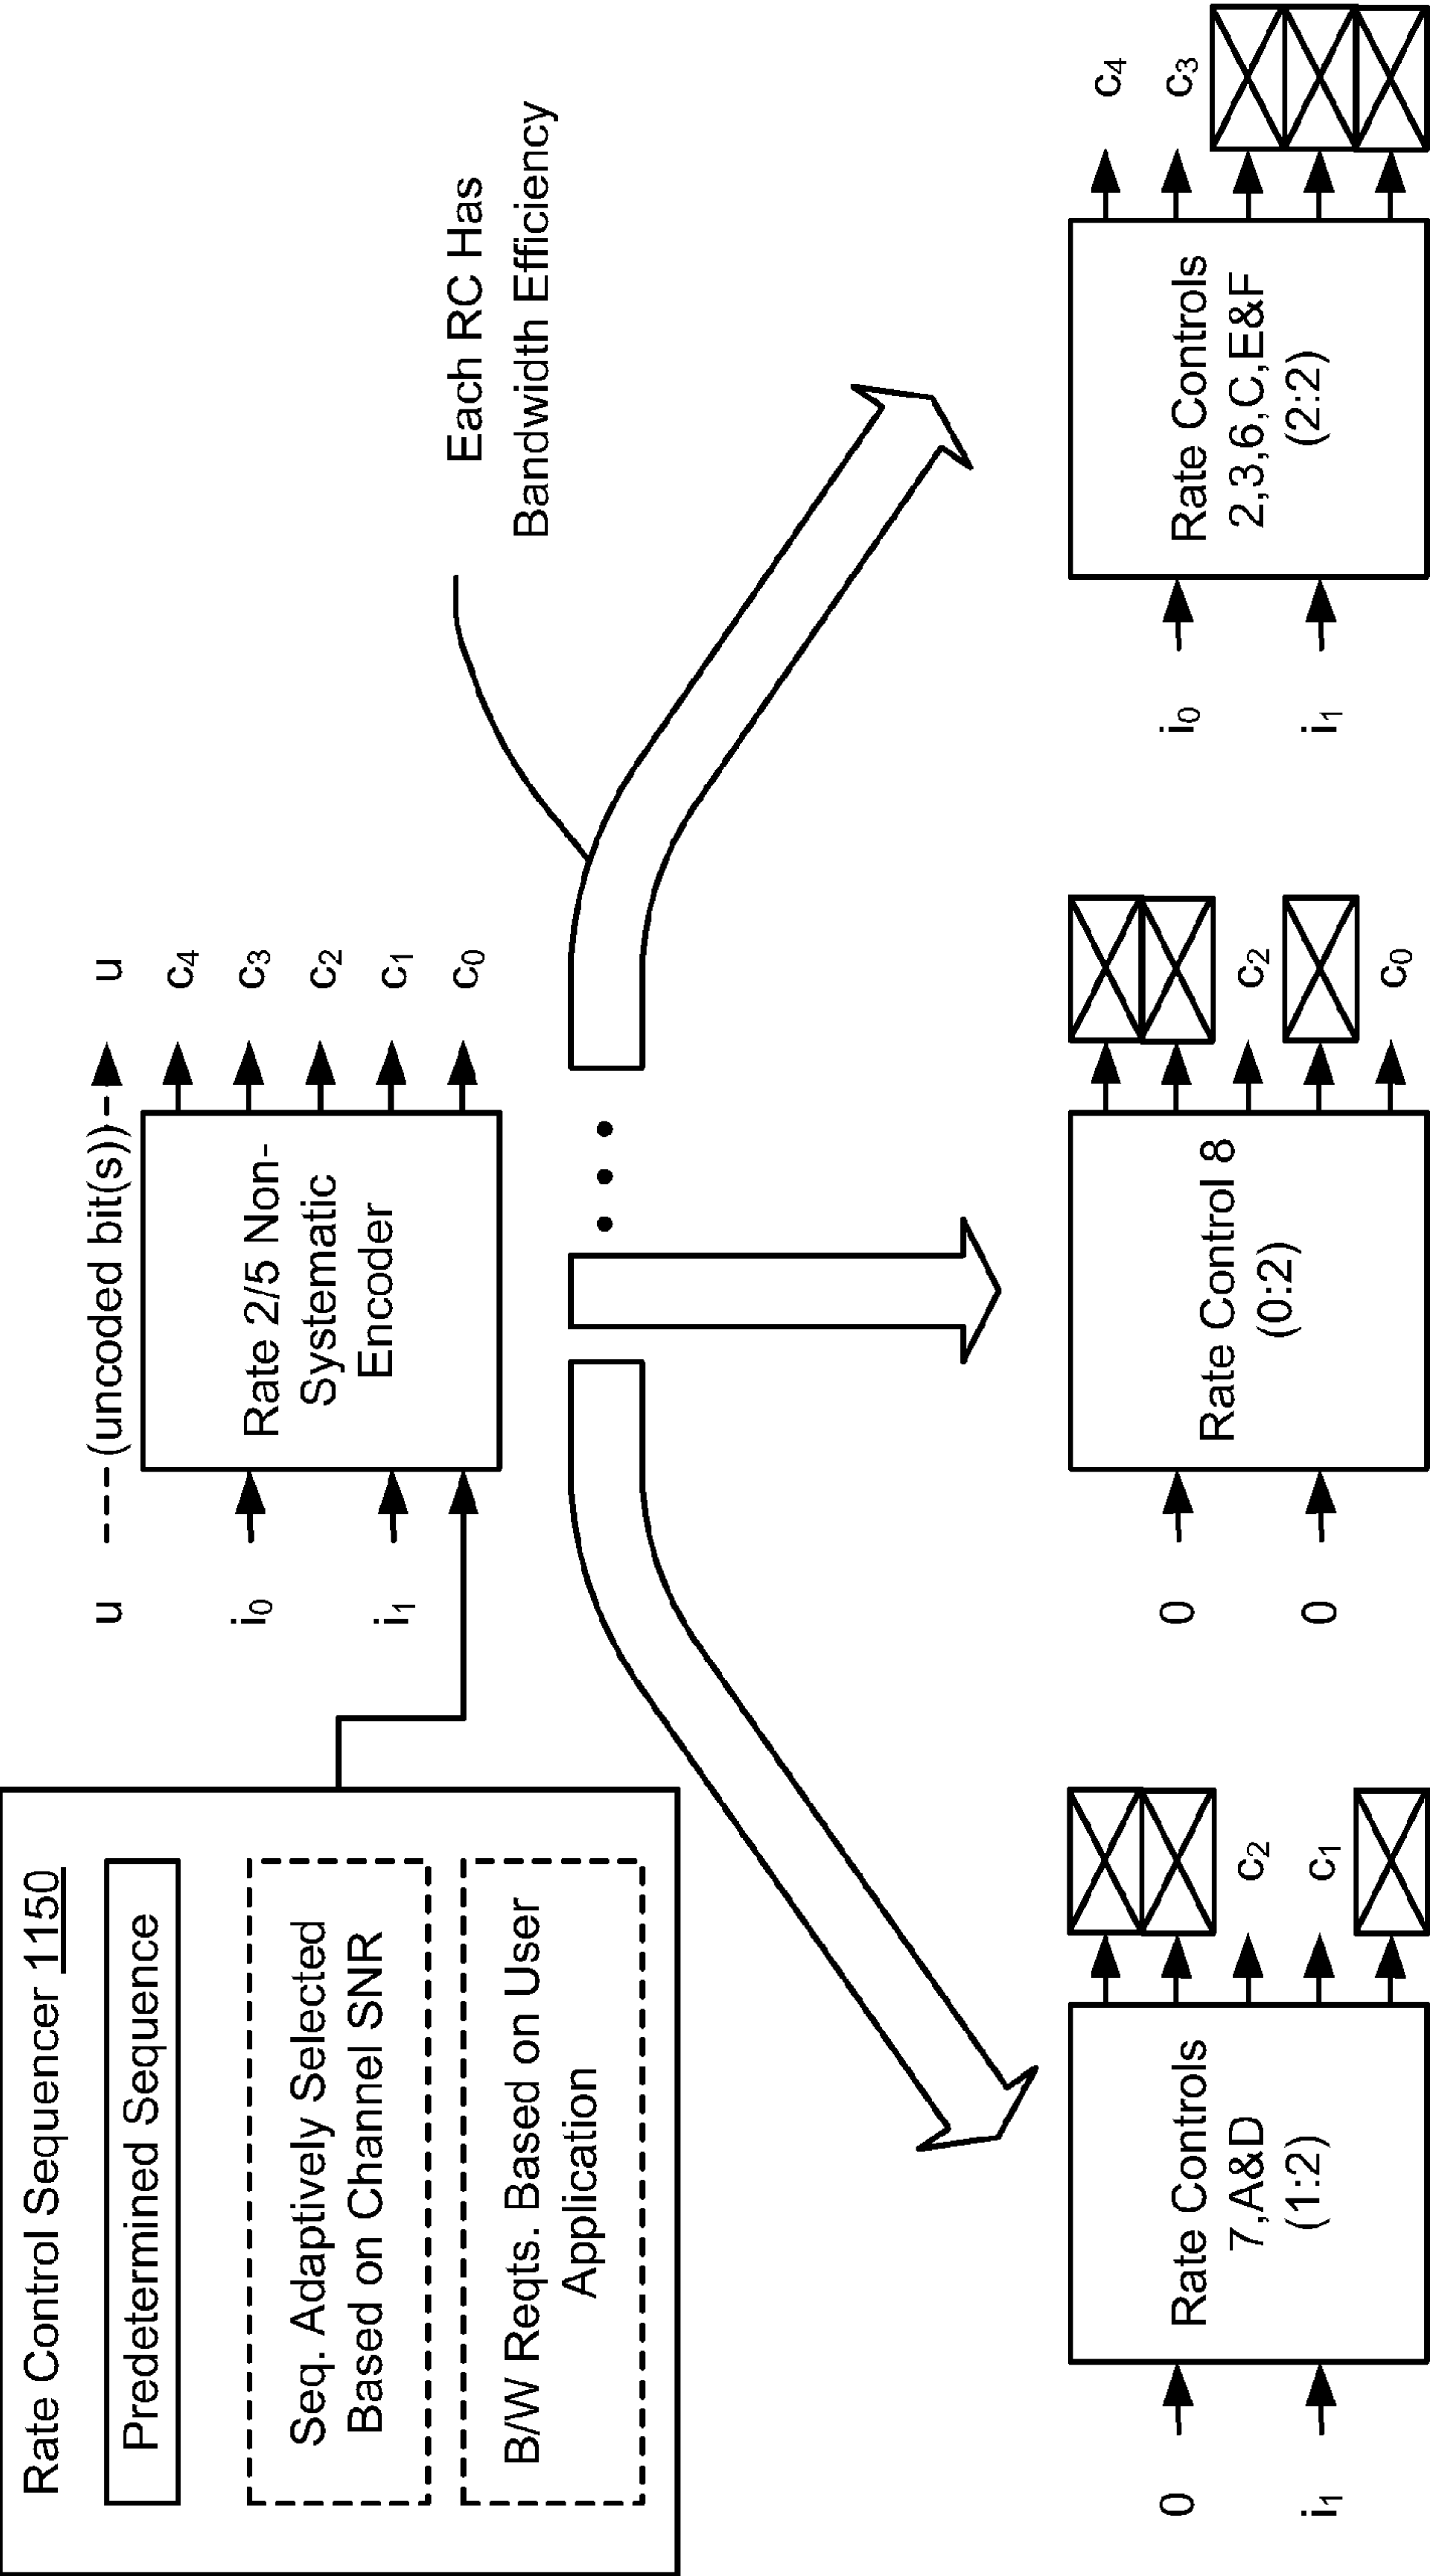 Rate Control Sequencer 1150
Predetermined Sequence
Seq. Adaptively Selected
Based on Channel SNR
B/W Reqts. Based on User
Application
u ----(uncoded bit(s))--- u
i₀
i₁
Rate 2/5 Non-
Systematic
Encoder
c₄
c₃
c₂
c₁
c₀
Each RC Has
Bandwidth Efficiency
0
i₁
Rate Controls
7,A&D
(1:2)
c₂
c₁
0
0
Rate Control 8
(0:2)
c₂
c₀
i₀
i₁
Rate Controls
2,3,6,C,E&F
(2:2)
c₄
c₃